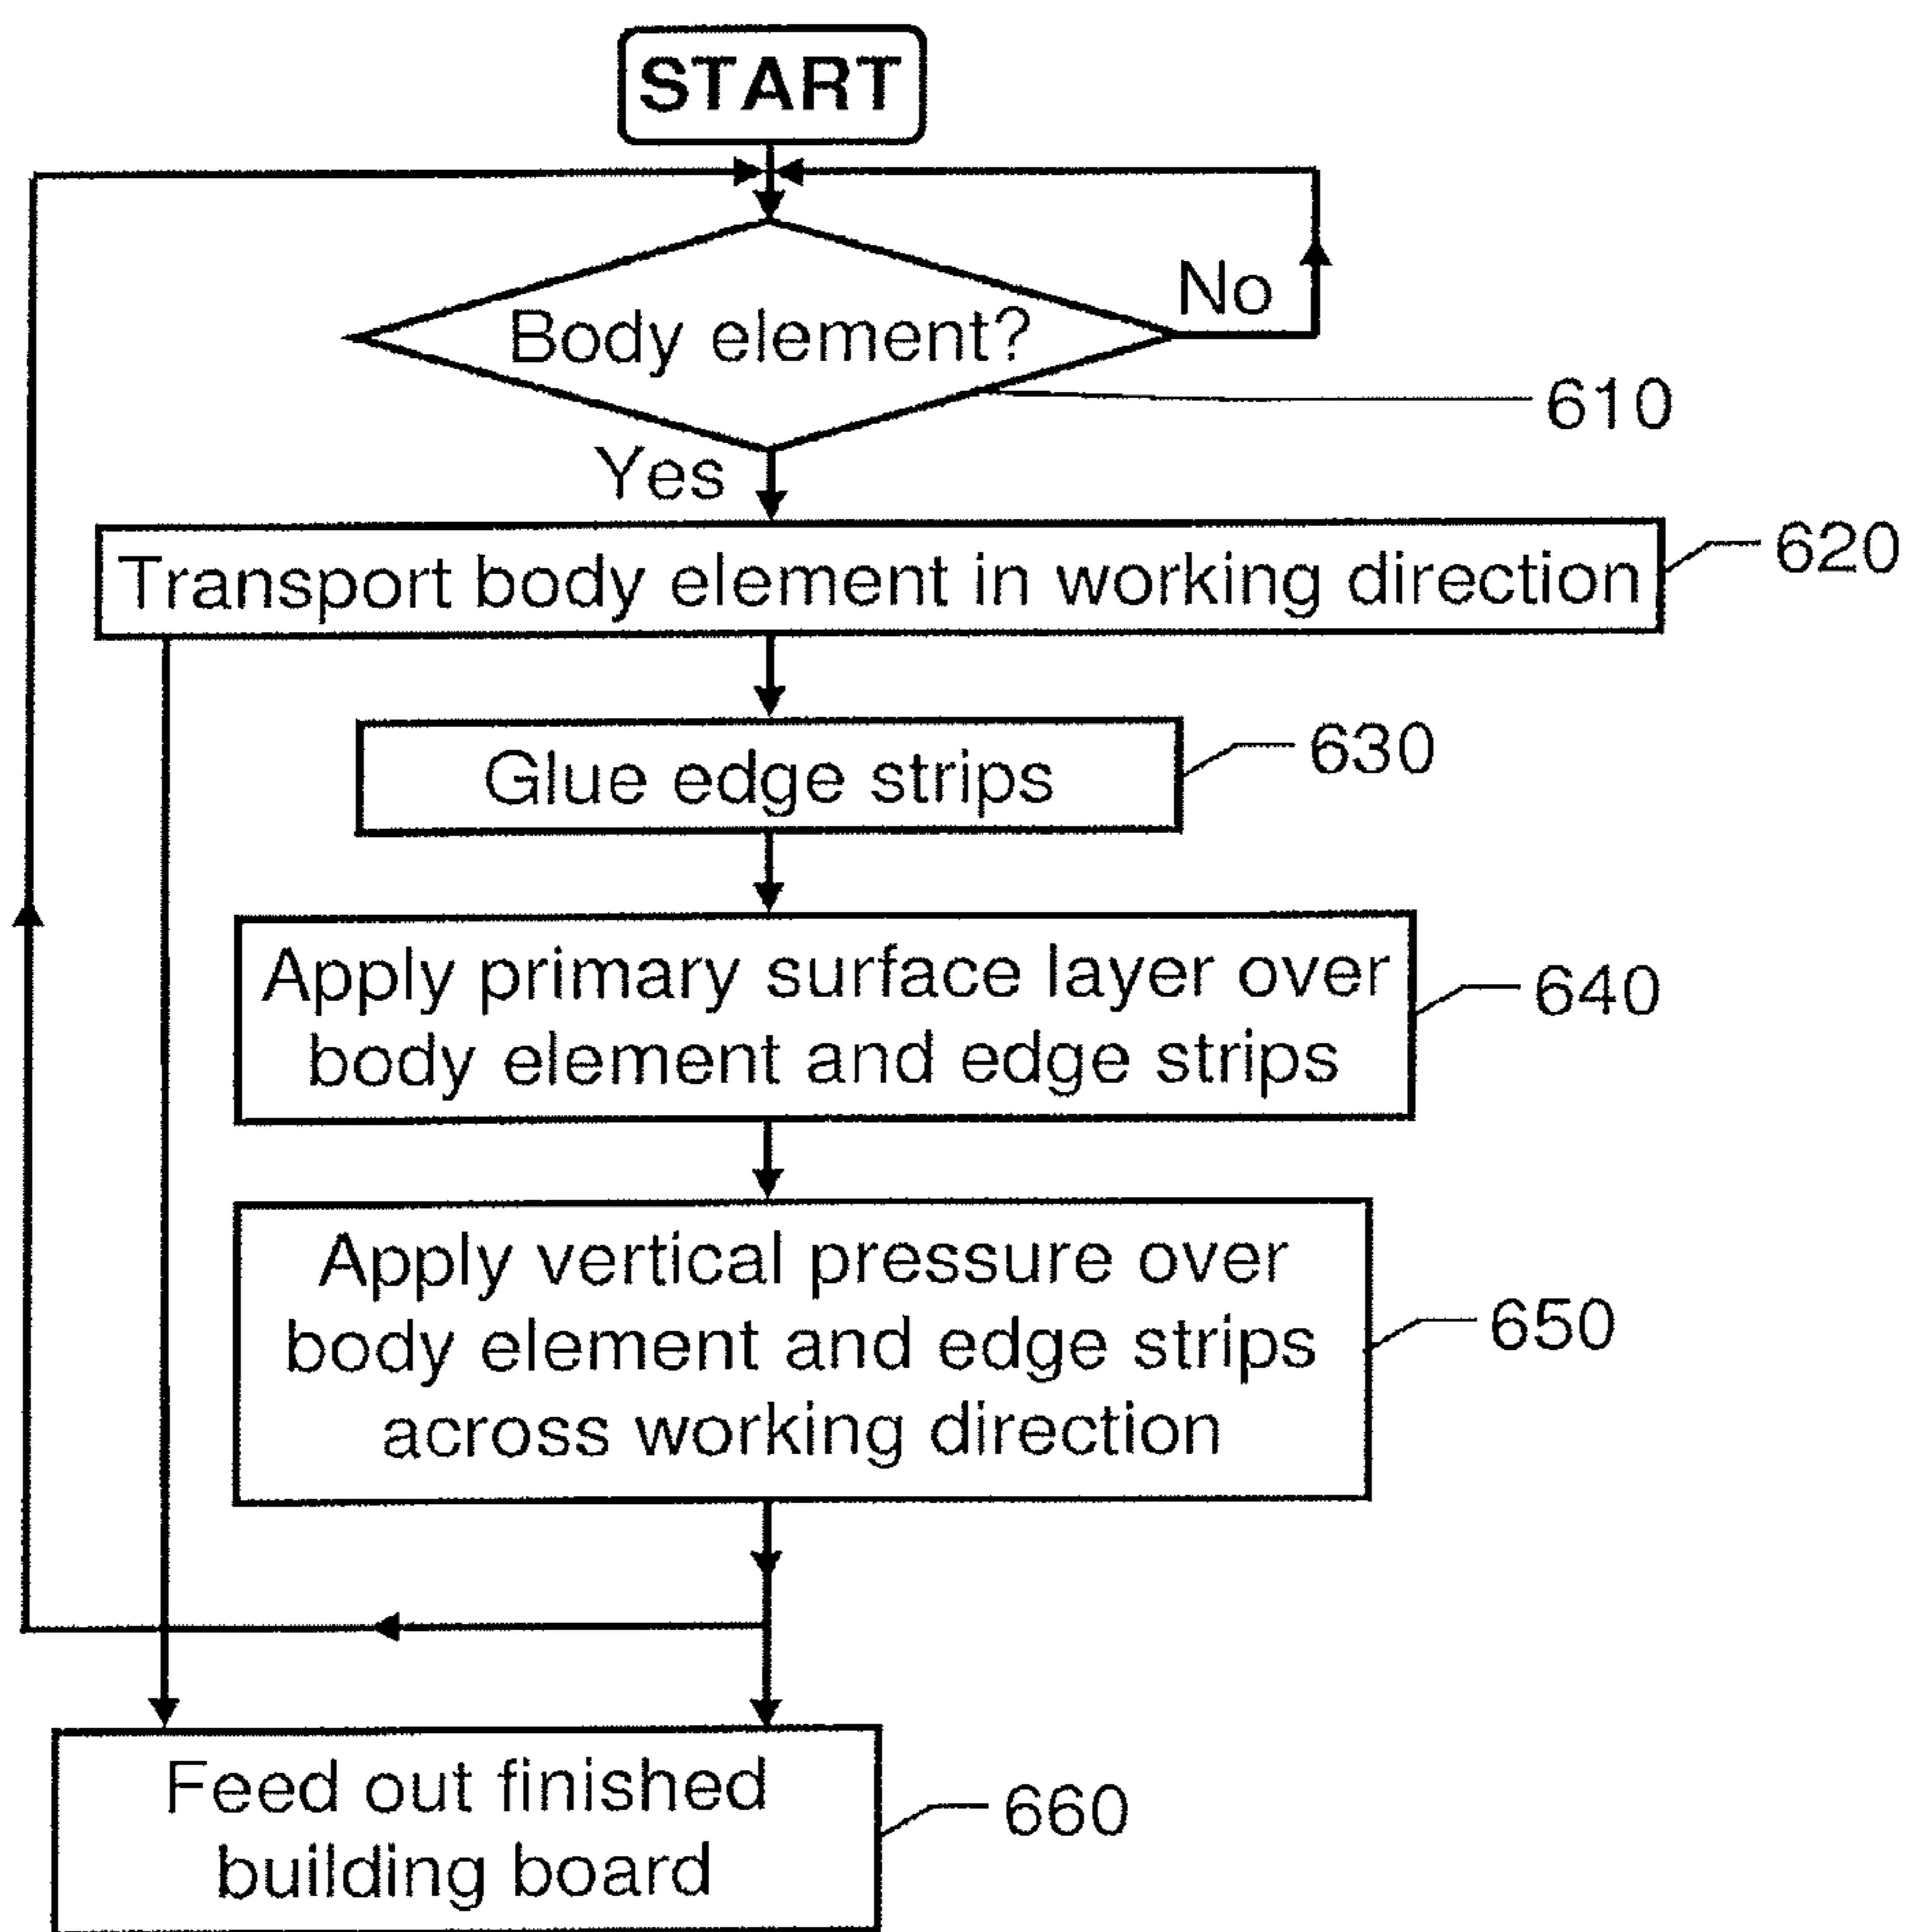 START
Body element?
No
610
Yes
Transport body element in working direction
620
Glue edge strips
630
Apply primary surface layer over
body element and edge strips
640
Apply vertical pressure over
body element and edge strips
across working direction
650
Feed out finished
building board
660